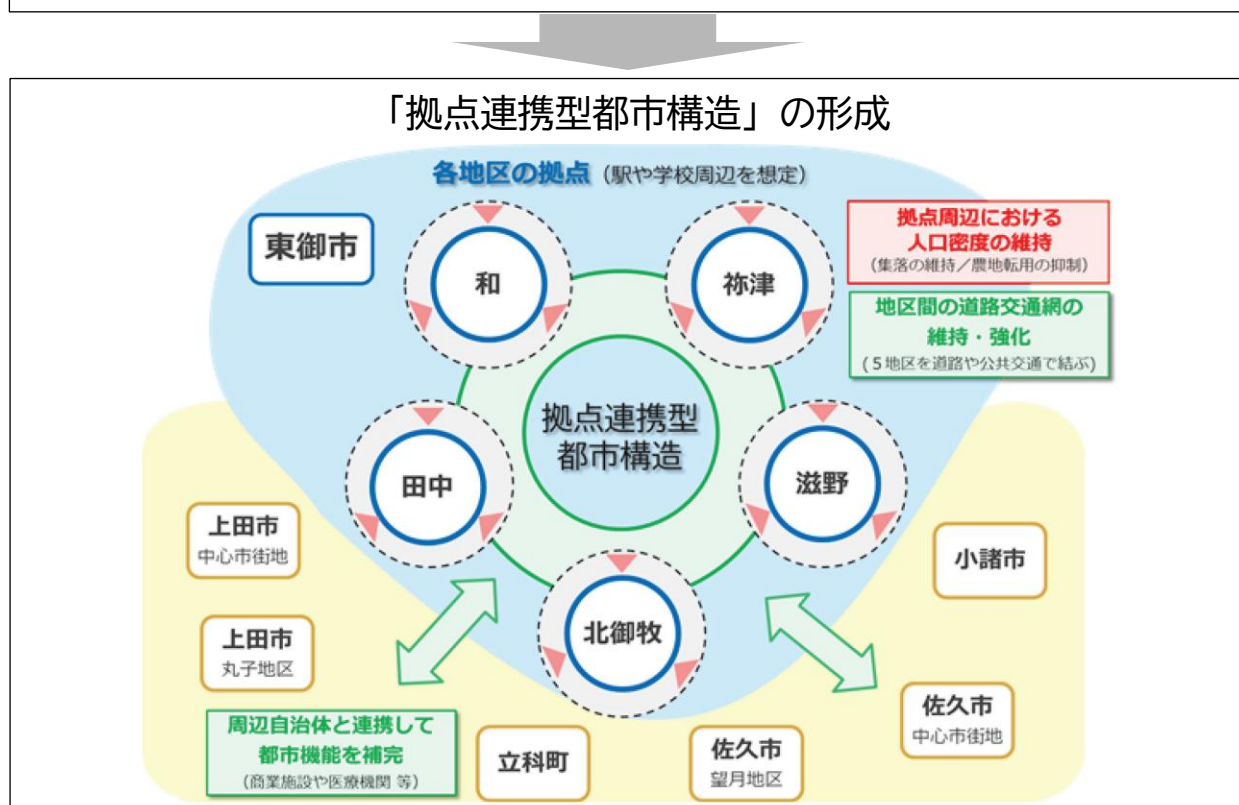 「拠点連携型都市構造」の形成
各地区の拠点(駅や学校周辺を想定)
東御市
和
祢津
拠点周辺における
人口密度の維持
(集落の維持／農地転用の抑制)
地区間の道路交通網の
維持・強化
(5地区を道路や公共交通で結ぶ)
拠点連携型
都市構造
田中
滋野
上田市
中心市街地
小諸市
上田市
丸子地区
北御牧
佐久市
中心市街地
周辺自治体と連携して
都市機能を補完
(商業施設や医療機関 等)
立科町
佐久市
望月地区